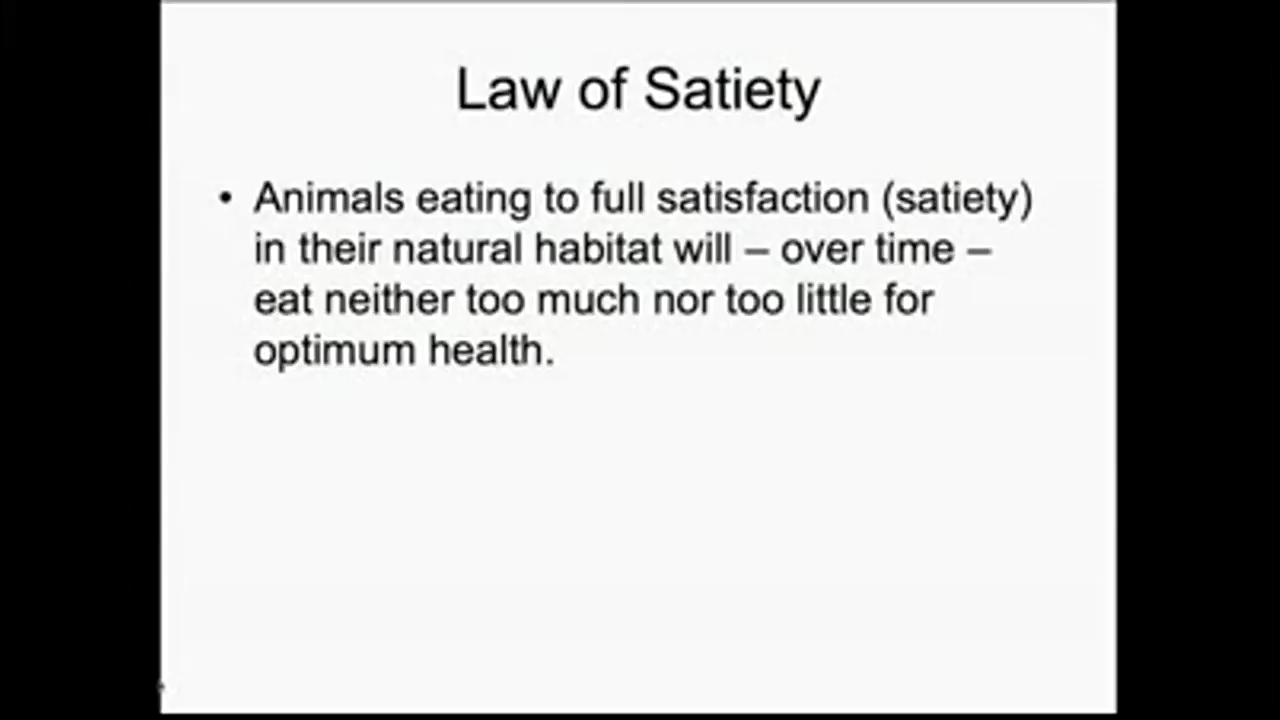 Law of Satiety
• Animals eating to full satisfaction (satiety)
in their natural habitat will – over time –
eat neither too much nor too little for
optimum health.